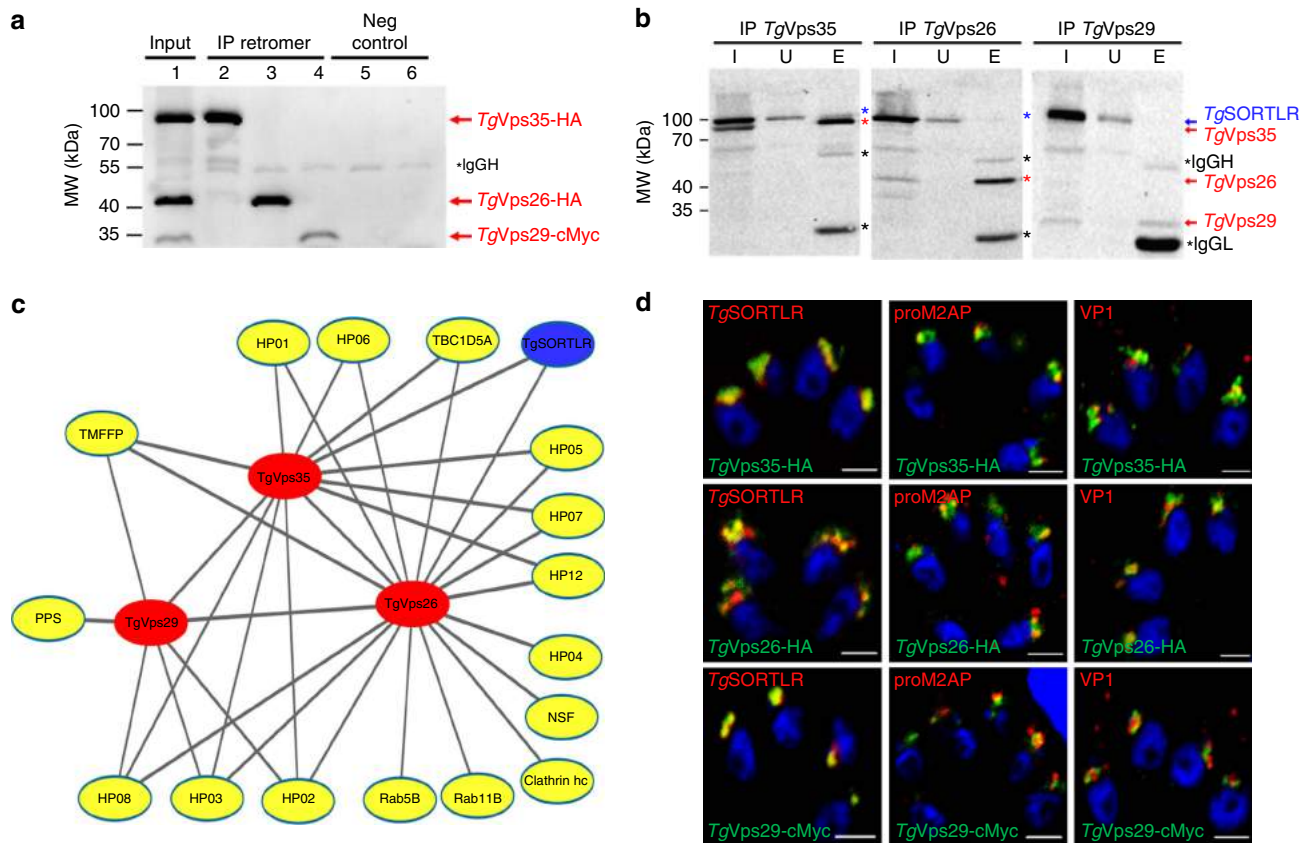 a
Input
IP retromer
Neg
control
1 2 3 4 5 6
MW (kDa)
100
70
55
40
35
TgVps35-HA
*IgGH
TgVps26-HA
TgVps29-cMyc
b
IP TgVps35
IP TgVps26
IP TgVps29
I U E
I U E
I U E
MW (kDa)
100
70
40
35
*
*
*
*
*
*
*
*
TgSORTLR
TgVps35
*IgGH
TgVps26
TgVps29
*IgGL
c
HP01
HP06
TBC1D5A
TgSORTLR
TMFFP
HP05
TgVps35
HP07
HP12
PPS
TgVps29
TgVps26
HP04
NSF
Clathrin hc
HP08
HP03
HP02
Rab5B
Rab11B
d
TgSORTLR
TgVps35-HA
proM2AP
TgVps35-HA
VP1
TgVps35-HA
TgSORTLR
TgVps26-HA
proM2AP
TgVps26-HA
VP1
TgVps26-HA
TgSORTLR
TgVps29-cMyc
proM2AP
TgVps29-cMyc
VP1
TgVps29-cMyc